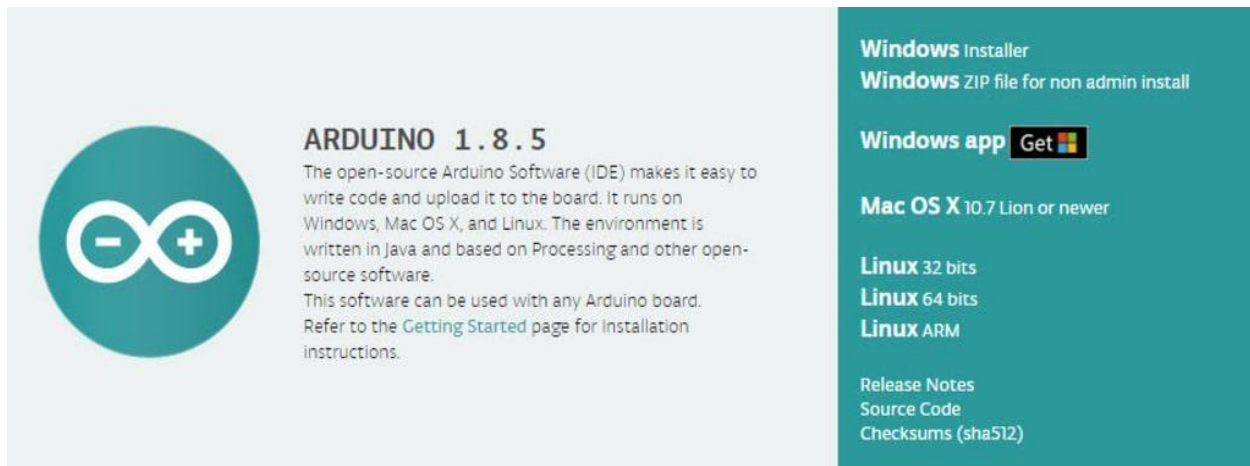 ARDUINO 1.8.5
The open-source Arduino Software (IDE) makes it easy to
write code and upload it to the board. It runs on
Windows, Mac OS X, and Linux. The environment is
written in Java and based on Processing and other open-
source software.
This software can be used with any Arduino board.
Refer to the Getting Started page for Installation
instructions.
Windows Installer
Windows ZIP file for non admin install
Windows app Get
Mac OS X 10.7 Lion or newer
Linux 32 bits
Linux 64 bits
Linux ARM
Release Notes
Source Code
Checksums (sha512)